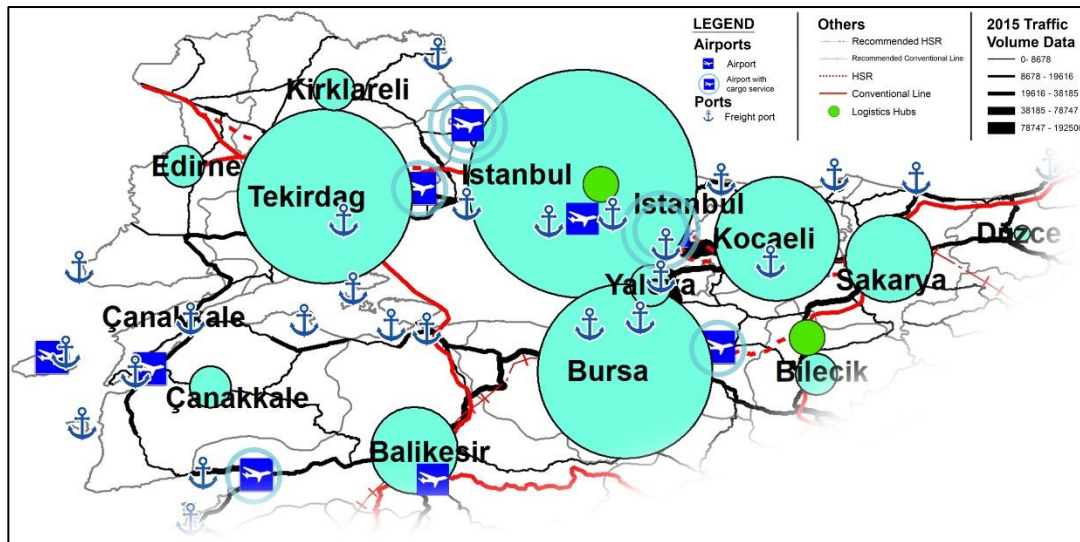 LEGEND
Airports
Airport
Airport with
cargo service
Ports
Freight port
Others
Recommended HSR
Recommended Conventional Line
HSR
Conventional Line
Logistics Hubs
2015 Traffic
Volume Data
0- 8678
8678 - 19616
19616 - 38185
38185 - 78747
78747 - 192500
Kirklareli
Edirne
Tekirdag
Istanbul
Istanbul
Kocaeli
Düzce
Sakarya
Yalova
Çanakkale
Bursa
Bilecik
Çanakkale
Balikesir